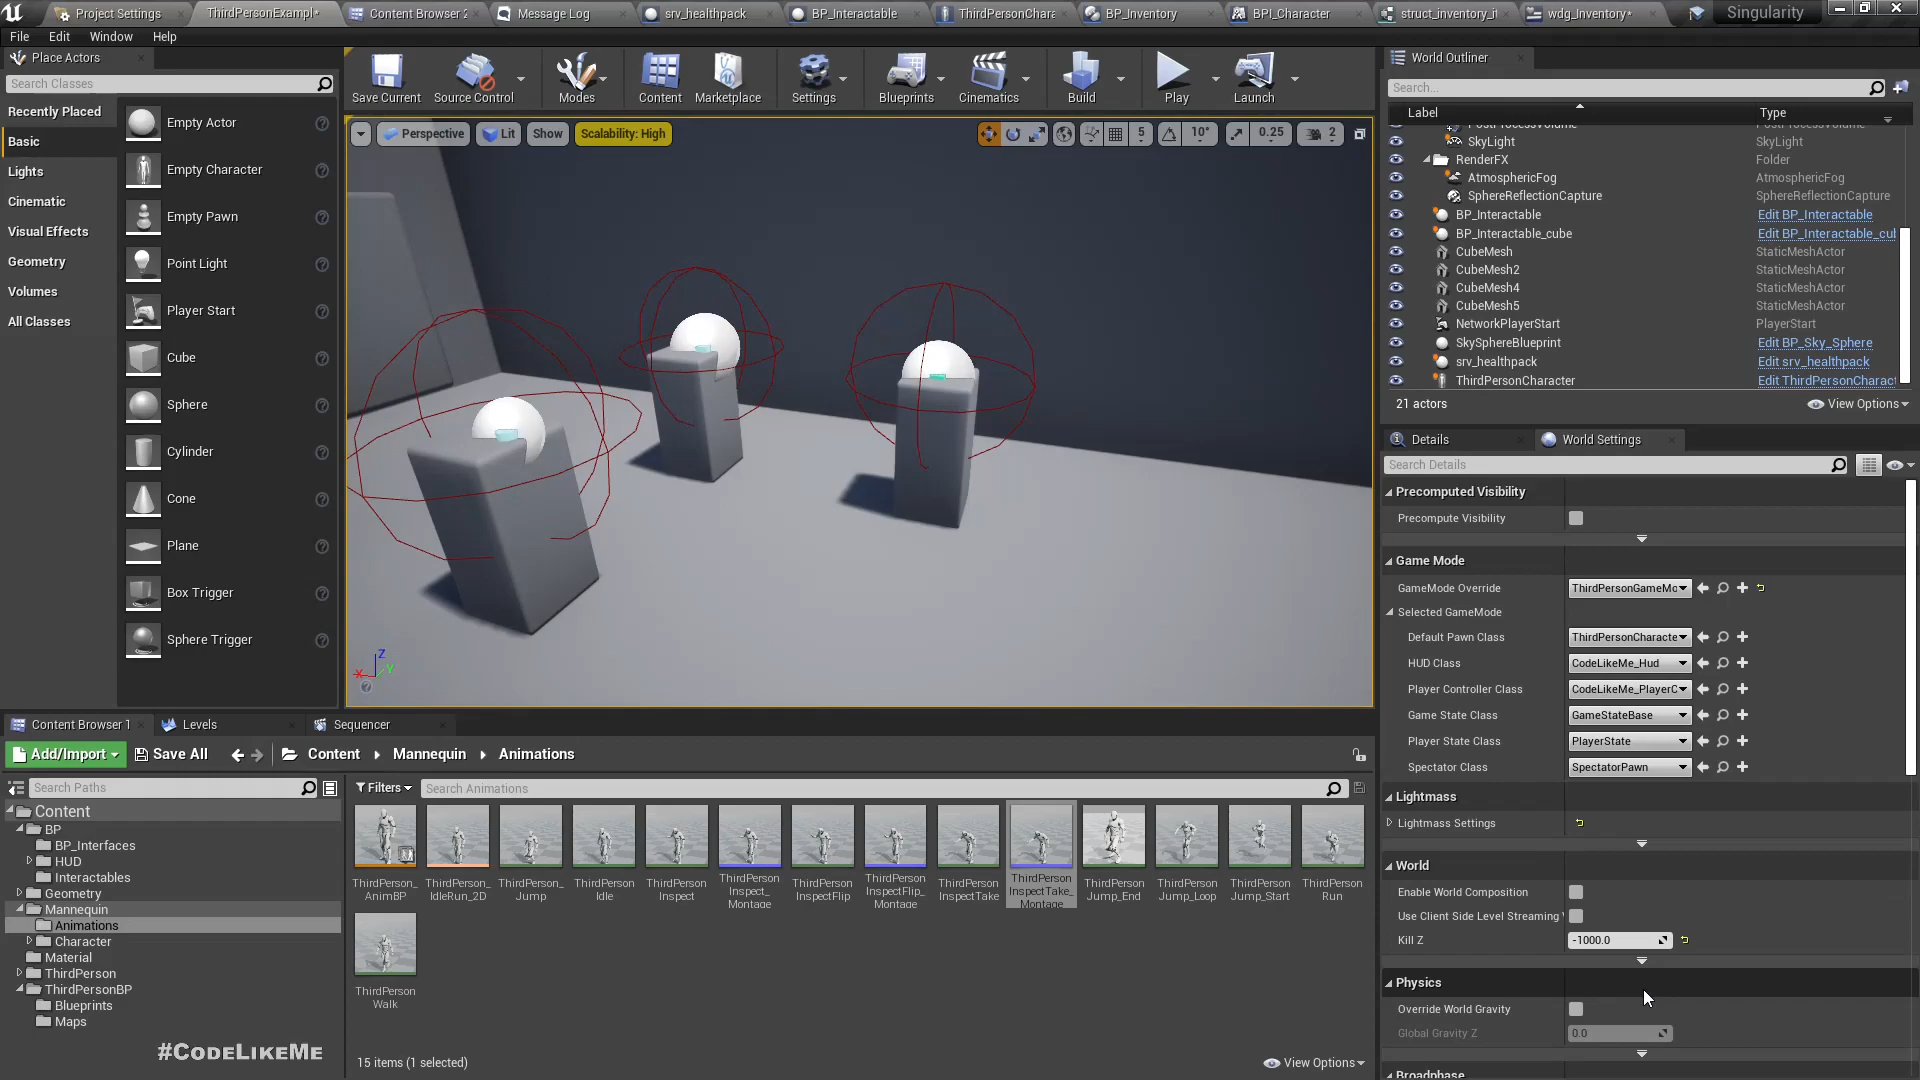 Project Settings
ThirdPersonExampl*
Content Browser 2
Message Log
srv_healthpack
BP_Interactable
ThirdPersonChara
BP_Inventory
BPI_Character
struct_inventory_it
wdg_Inventory*
Singularity
File Edit Window Help
Place Actors
Search Classes
Recently Placed
Basic
Lights
Cinematic
Visual Effects
Geometry
Volumes
All Classes
Empty Actor
Empty Character
Empty Pawn
Point Light
Player Start
Cube
Sphere
Cylinder
Cone
Plane
Box Trigger
Sphere Trigger
Save Current
Source Control
Modes
Content
Marketplace
Settings
Blueprints
Cinematics
Build
Play
Launch
Perspective
Lit
Show
Scalability: High
5
10°
0.25
2
X
Y
Z
World Outliner
Search...
Label Type
PostProcessVolume PostProcessVolume
SkyLight SkyLight
RenderFX Folder
AtmosphericFog AtmosphericFog
SphereReflectionCapture SphereReflectionCapture
BP_Interactable Edit BP_Interactable
BP_Interactable_cube Edit BP_Interactable_cul
CubeMesh StaticMeshActor
CubeMesh2 StaticMeshActor
CubeMesh4 StaticMeshActor
CubeMesh5 StaticMeshActor
NetworkPlayerStart PlayerStart
SkySphereBlueprint Edit BP_Sky_Sphere
srv_healthpack Edit srv_healthpack
ThirdPersonCharacter Edit ThirdPersonCharact
21 actors
View Options
Details
World Settings
Search Details
Precomputed Visibility
Precompute Visibility
Game Mode
GameMode Override ThirdPersonGameMo
Selected GameMode
Default Pawn Class ThirdPersonCharacte
HUD Class CodeLikeMe_Hud
Player Controller Class CodeLikeMe_PlayerC
Game State Class GameStateBase
Player State Class PlayerState
Spectator Class SpectatorPawn
Lightmass
Lightmass Settings
World
Enable World Composition
Use Client Side Level Streaming
Kill Z -1000.0
Physics
Override World Gravity
Global Gravity Z 0.0
Broadphase
Content Browser 1
Levels
Sequencer
Add/Import
Save All
Content
Mannequin
Animations
Search Paths
Filters
Search Animations
Content
BP
BP_Interfaces
HUD
Interactables
Geometry
Mannequin
Animations
Character
Material
ThirdPerson
ThirdPersonBP
Blueprints
Maps
ThirdPerson_
AnimBP
ThirdPerson_
IdleRun_2D
ThirdPerson_
Jump
ThirdPerson
Idle
ThirdPerson
Inspect
ThirdPerson
Inspect_
Montage
ThirdPerson
InspectFlip
ThirdPerson
InspectFlip_
Montage
ThirdPerson
InspectTake
ThirdPerson
InspectTake_
Montage
ThirdPerson
Jump_End
ThirdPerson
Jump_Loop
ThirdPerson
Jump_Start
ThirdPerson
Run
ThirdPerson
Walk
15 items (1 selected)
View Options
#CodeLikeMe